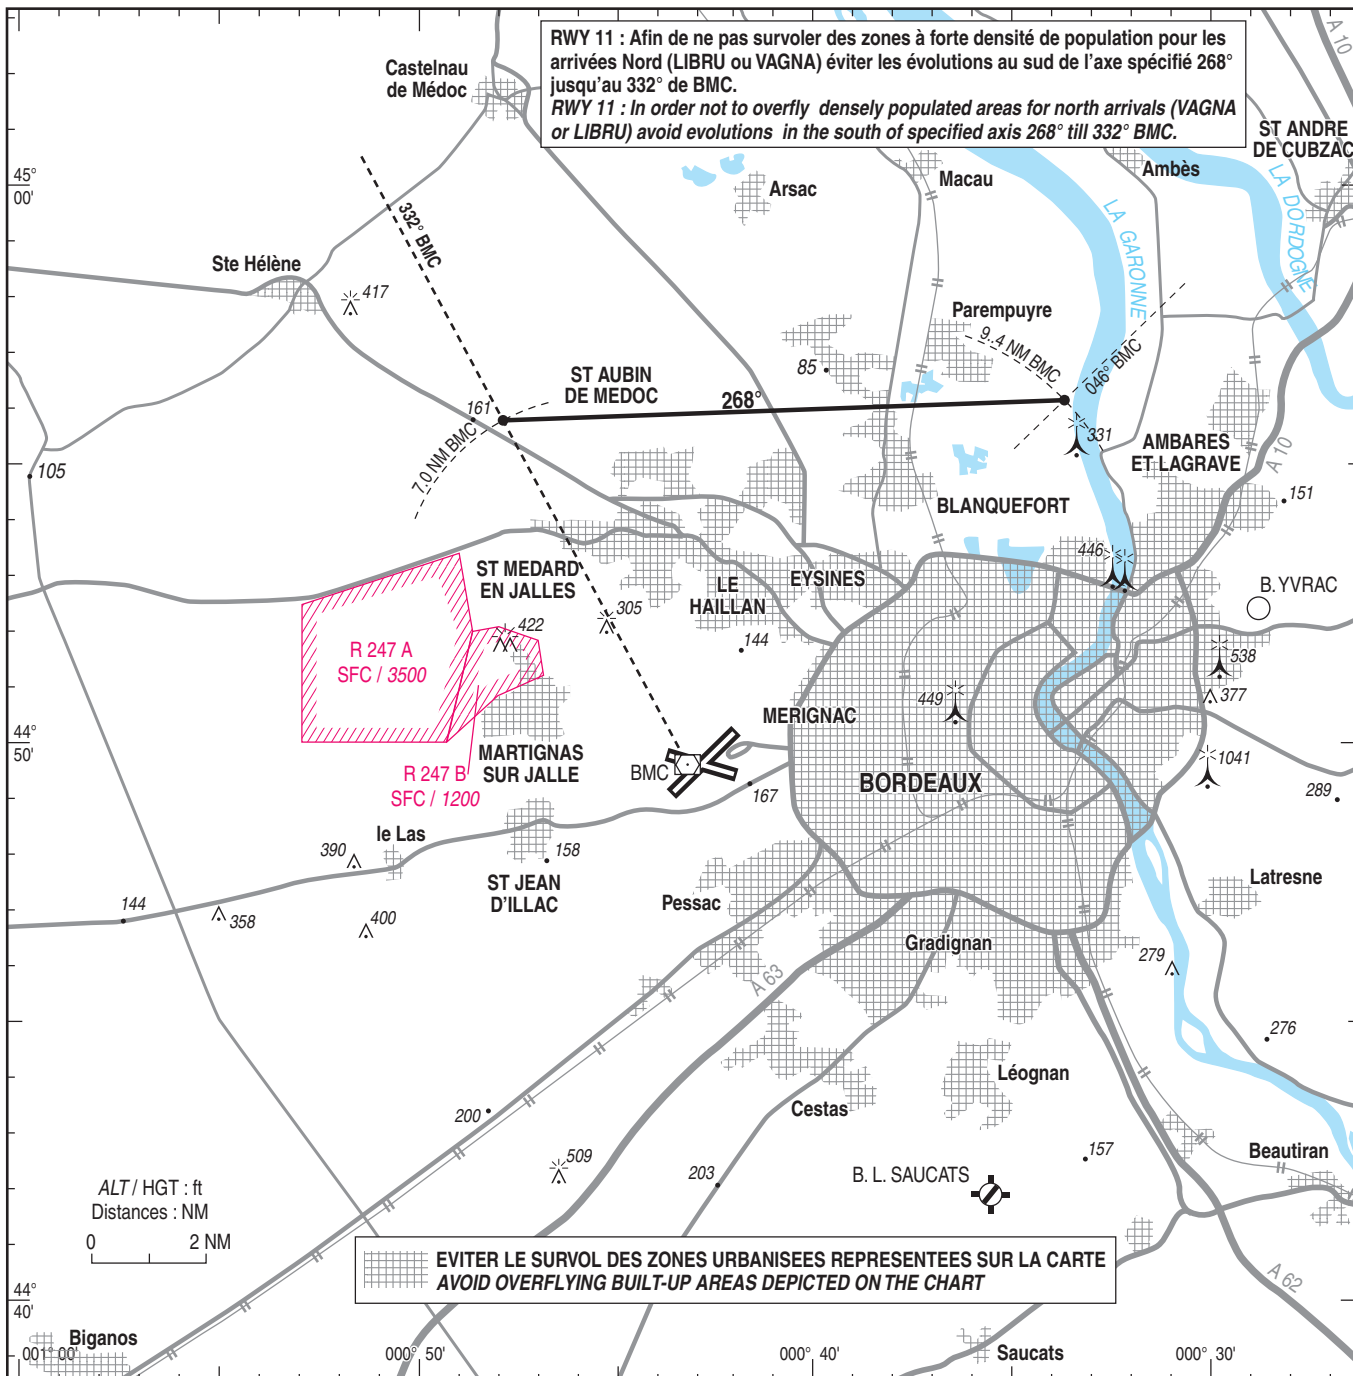 RWY 11 : Afin de ne pas survoler des zones à forte densité de population pour les
arrivées Nord (LIBRU ou VAGNA) éviter les évolutions au sud de l'axe spécifié 268°
jusqu'au 332° de BMC.
RWY 11 : In order not to overfly densely populated areas for north arrivals (VAGNA
or LIBRU) avoid evolutions in the south of specified axis 268° till 332° BMC.
A 10
Castelnau
de Médoc
ST ANDRE
DE CUBZAC
Ambès
Macau
Arsac
LA DORDOGNE
LA GARONNE
45°
00'
332° BMC
Ste Hélène
417
Parempuyre
9.4 NM BMC
046° BMC
85
ST AUBIN
DE MEDOC
268°
161
7.0 NM BMC
331
AMBARES
ET LAGRAVE
A 10
105
151
BLANQUEFORT
446
ST MEDARD
EN JALLES
EYSINES
LE
HAILLAN
B. YVRAC
305
422
144
R 247 A
SFC / 3500
538
377
449
MERIGNAC
44°
50'
MARTIGNAS
SUR JALLE
BMC
R 247 B
SFC / 1200
167
BORDEAUX
1041
289
le Las
390
158
ST JEAN
D'ILLAC
144
358
400
Pessac
Latresne
Gradignan
279
A 63
276
Léognan
Cestas
200
509
203
157
Beautiran
B. L. SAUCATS
ALT / HGT : ft
Distances : NM
0 2 NM
EVITER LE SURVOL DES ZONES URBANISEES REPRESENTEES SUR LA CARTE
AVOID OVERFLYING BUILT-UP AREAS DEPICTED ON THE CHART
A 62
44°
40'
Biganos
Saucats
001° 00'
000° 50'
000° 40'
000° 30'